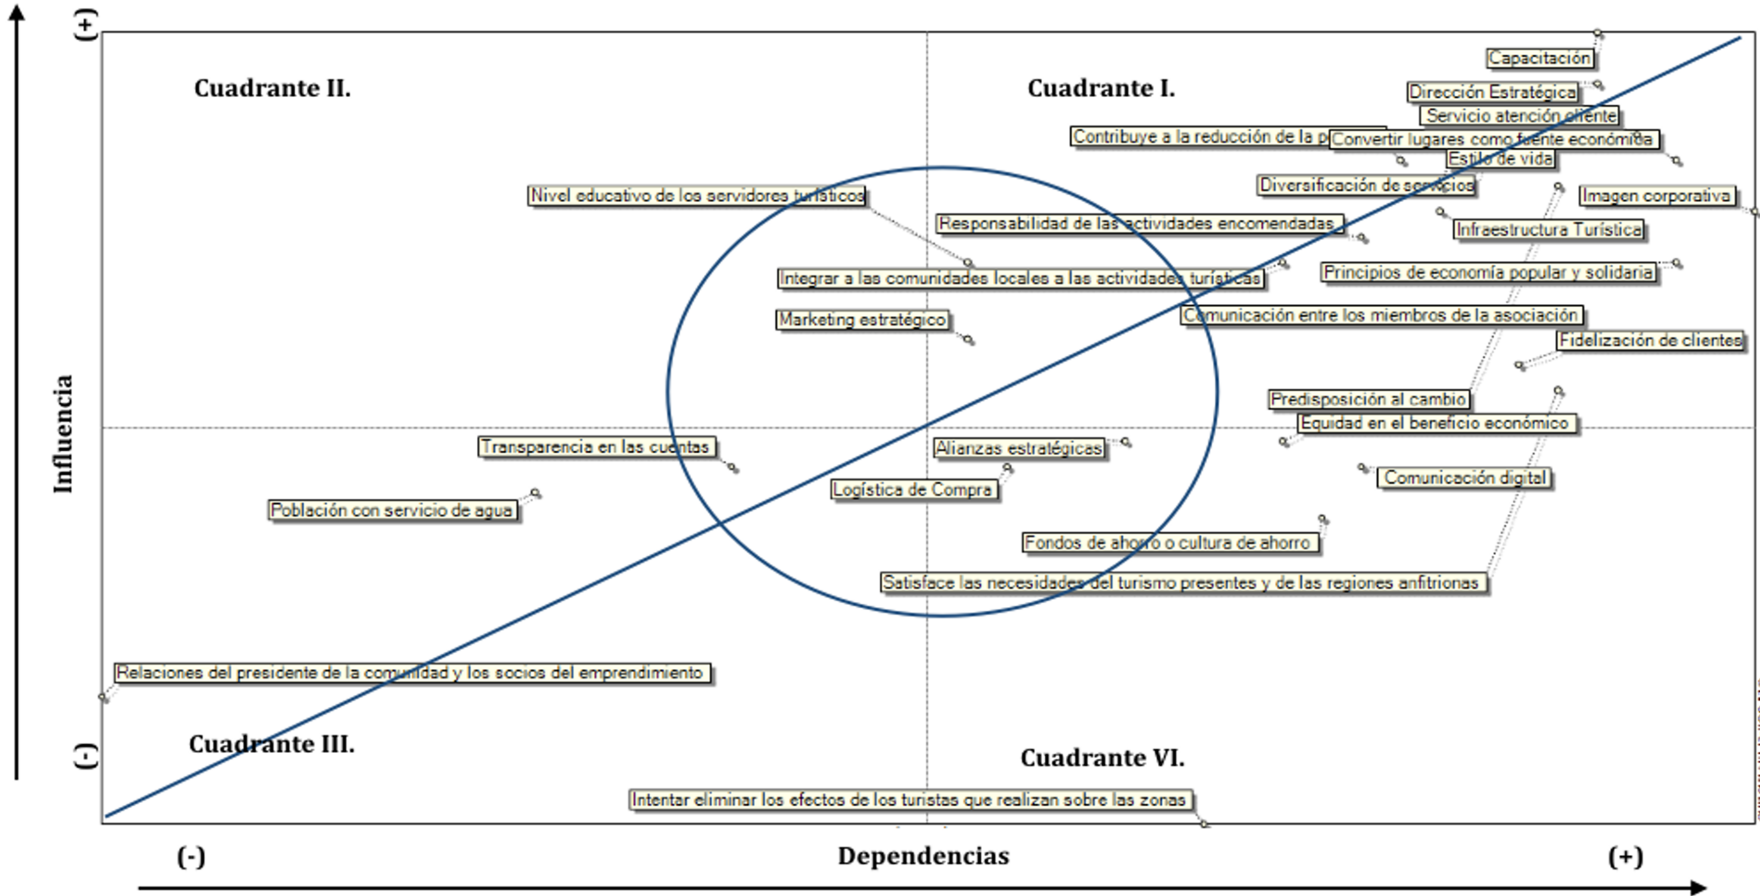 (+)
Capacitación
Cuadrante II.
Cuadrante I.
Dirección Estratégica
Servicio atención cliente
Contribuye a la reducción de la
Convertir lugares como fuente económica
Estilo de vida
Diversificación de servicios
Nivel educativo de los servidores turísticos
Imagen corporativa
Responsabilidad de las actividades encomendadas
Infraestructura Turística
Integrar a las comunidades locales a las actividades turísticas
Principios de economía popular y solidaria
Marketing estratégico
Comunicación entre los miembros de la asociación
Fidelización de clientes
Predisposición al cambio
Equidad en el beneficio económico
Influencia
Transparencia en las cuentas
Alianzas estratégicas
Comunicación digital
Logística de Compra
Población con servicio de agua
Fondos de ahorro o cultura de ahorro
Satisface las necesidades del turismo presentes y de las regiones anfitrionas
Relaciones del presidente de la comunidad y los socios del emprendimiento
Cuadrante III.
(-)
Cuadrante VI.
Intentar eliminar los efectos de los turistas que realizan sobre las zonas
(-)
Dependencias
(+)